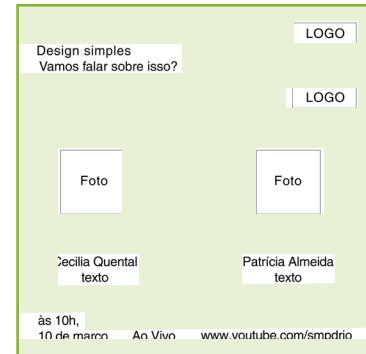 LOGO
Design simples
Vamos falar sobre isso?
LOGO
Foto Foto
Cecilia Quental Patrícia Almeida
texto texto
às 10h,
10 de março Ao Vivo www.youtube.com/smpdrio